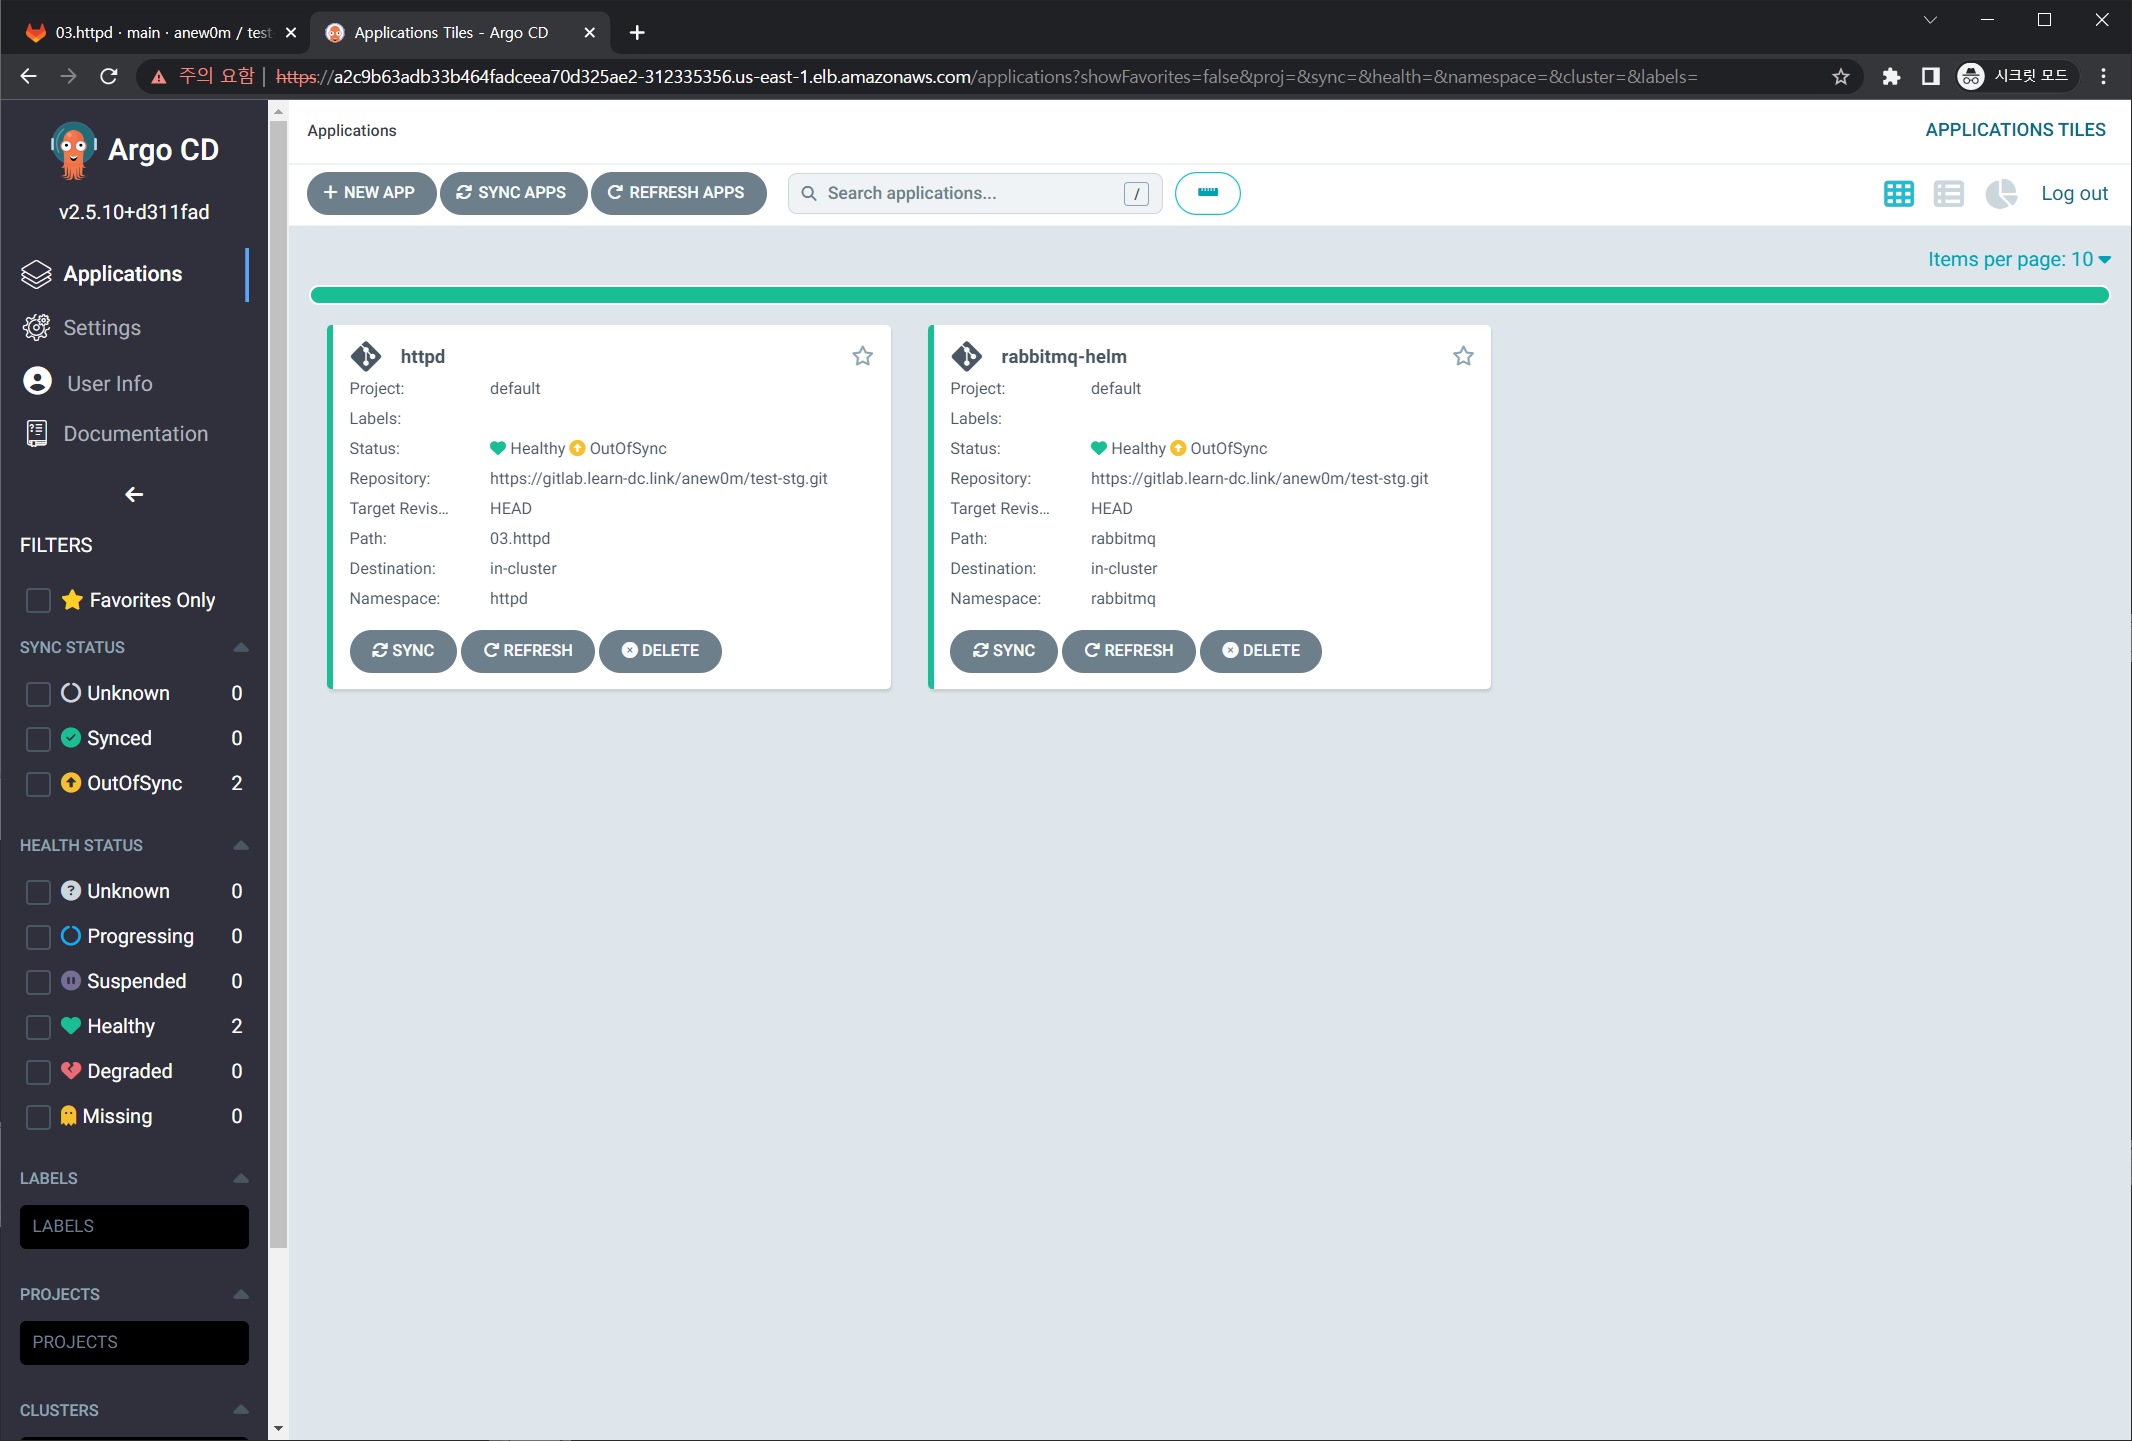 03.httpd · main · anew0m / test
Applications Tiles - Argo CD
주의 요함 | https://a2c9b63adb33b464fadceea70d325ae2-312335356.us-east-1.elb.amazonaws.com/applications?showFavorites=false&proj=&sync=&health=&namespace=&cluster=&labels=
시크릿 모드
Argo CD
v2.5.10+d311fad
Applications
Settings
User Info
Documentation
FILTERS
Favorites Only
SYNC STATUS
Unknown 0
Synced 0
OutOfSync 2
HEALTH STATUS
Unknown 0
Progressing 0
Suspended 0
Healthy 2
Degraded 0
Missing 0
LABELS
LABELS
PROJECTS
PROJECTS
CLUSTERS
Applications
APPLICATIONS TILES
NEW APP SYNC APPS REFRESH APPS Search applications... / Log out
Items per page: 10
httpd
Project: default
Labels:
Status: Healthy OutOfSync
Repository: https://gitlab.learn-dc.link/anew0m/test-stg.git
Target Revis... HEAD
Path: 03.httpd
Destination: in-cluster
Namespace: httpd
SYNC REFRESH DELETE
rabbitmq-helm
Project: default
Labels:
Status: Healthy OutOfSync
Repository: https://gitlab.learn-dc.link/anew0m/test-stg.git
Target Revis... HEAD
Path: rabbitmq
Destination: in-cluster
Namespace: rabbitmq
SYNC REFRESH DELETE